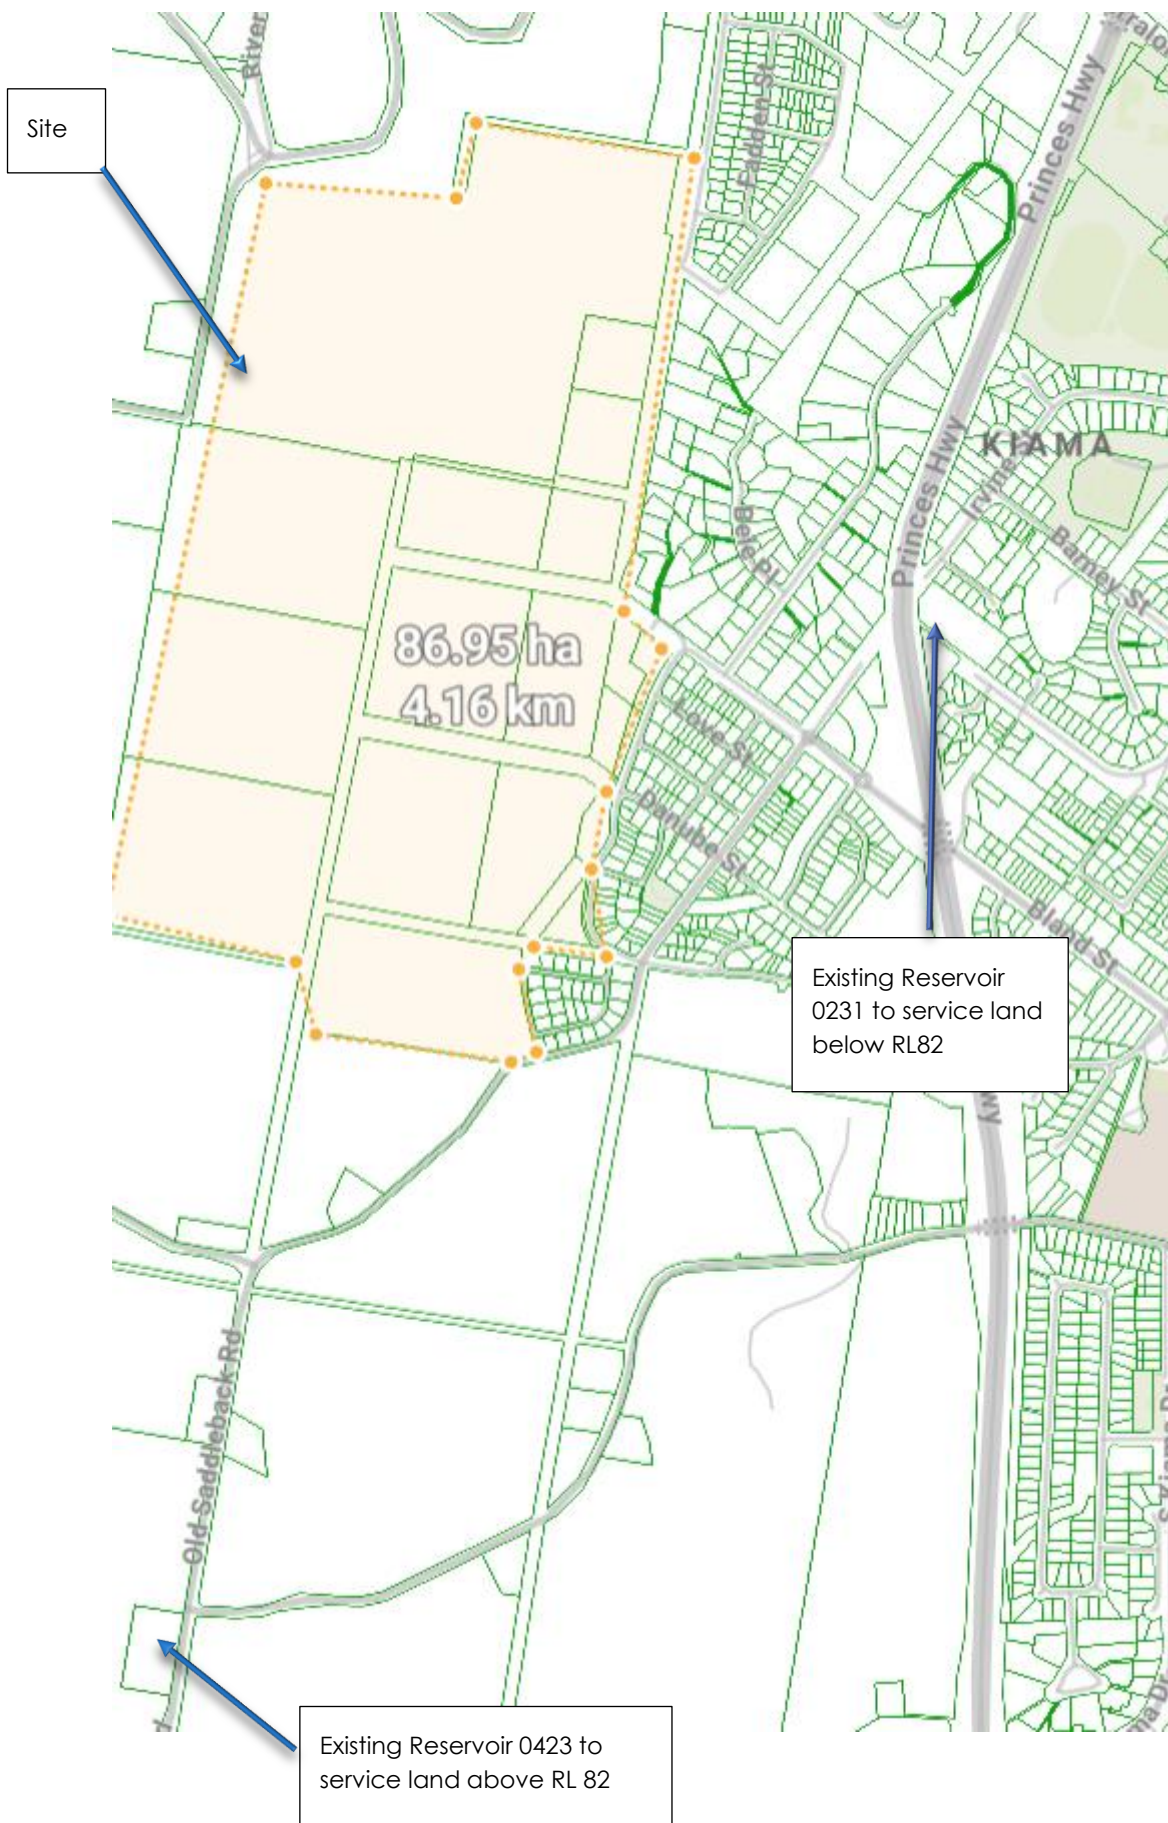 River
Princes Hwy
Site
Fadden St
Princes Hwy
KIAMA
Irvine
Barney St
Princes Hwy
86.95 ha
4.16 km
Love St
Danube St
Bland St
Existing Reservoir
0231 to service land
below RL82
Old Saddleback Rd
Existing Reservoir 0423 to
service land above RL 82